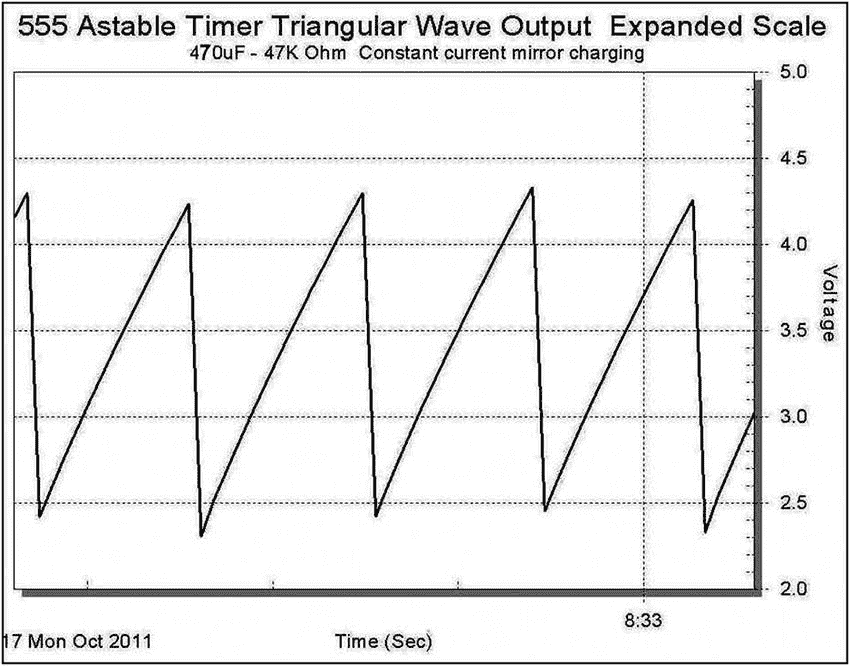 555 Astable Timer Triangular Wave Output Expanded Scale
470uF - 47K Ohm Constant current mirror charging
5.0
4.5
4.0
3.5
3.0
2.5
2.0
Voltage
8:33
17 Mon Oct 2011
Time (Sec)